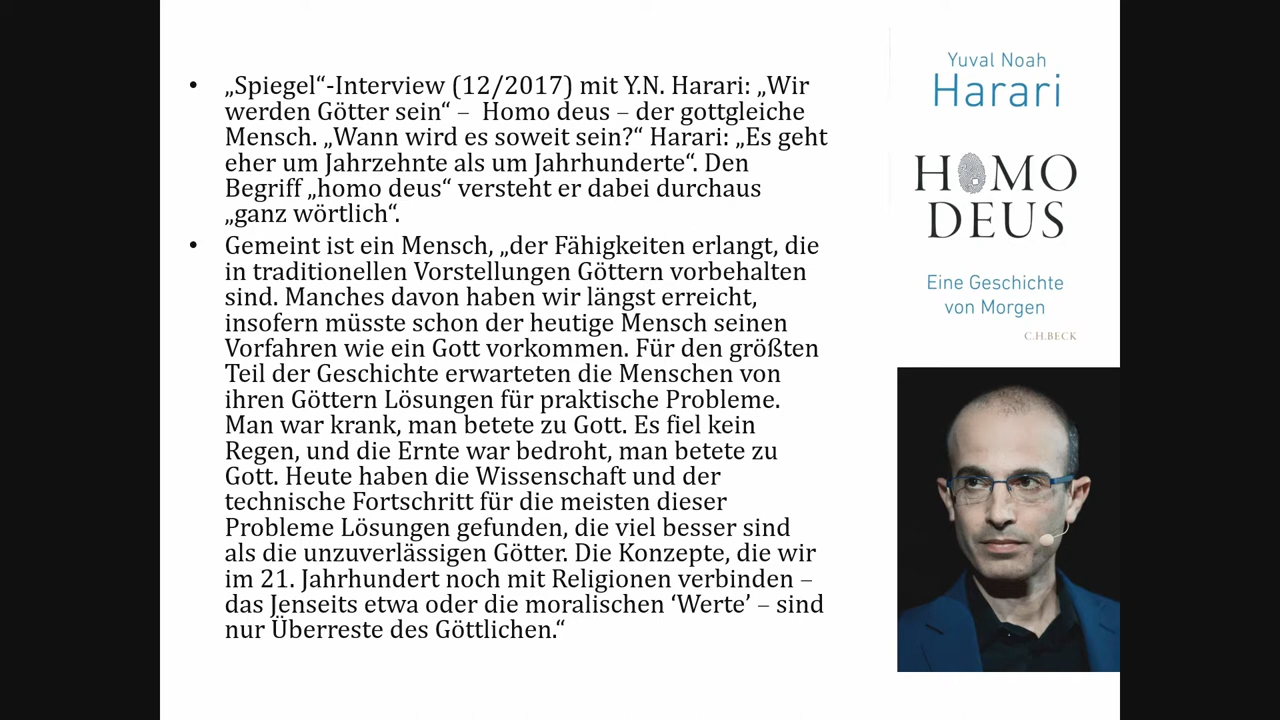 „Spiegel“-Interview (12/2017) mit Y.N. Harari: „Wir
werden Götter sein“ – Homo deus – der gottgleiche
Mensch. „Wann wird es soweit sein?“ Harari: „Es geht
eher um Jahrzehnte als um Jahrhunderte“. Den
Begriff „homo deus“ versteht er dabei durchaus
„ganz wörtlich“.
Gemeint ist ein Mensch, „der Fähigkeiten erlangt, die
in traditionellen Vorstellungen Göttern vorbehalten
sind. Manches davon haben wir längst erreicht,
insofern müsste schon der heutige Mensch seinen
Vorfahren wie ein Gott vorkommen. Für den größten
Teil der Geschichte erwarteten die Menschen von
ihren Göttern Lösungen für praktische Probleme.
Man war krank, man betete zu Gott. Es fiel kein
Regen, und die Ernte war bedroht, man betete zu
Gott. Heute haben die Wissenschaft und der
technische Fortschritt für die meisten dieser
Probleme Lösungen gefunden, die viel besser sind
als die unzuverlässigen Götter. Die Konzepte, die wir
im 21. Jahrhundert noch mit Religionen verbinden –
das Jenseits etwa oder die moralischen ‘Werte’ – sind
nur Überreste des Göttlichen.“
Yuval Noah
Harari
HOMO
DEUS
Eine Geschichte
von Morgen
C.H.BECK